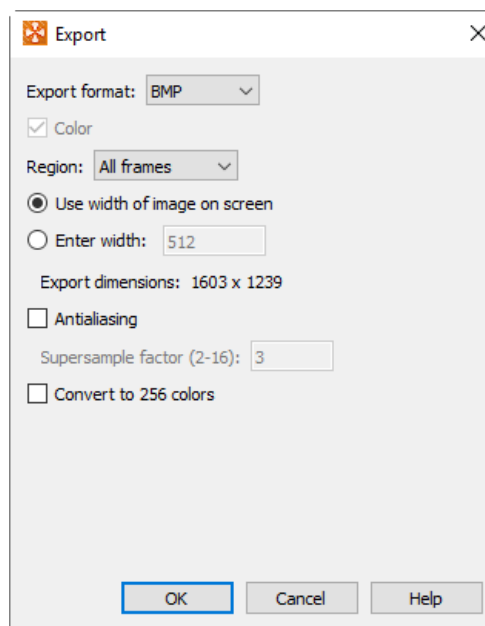 Export
Export format: BMP
Color
Region: All frames
Use width of image on screen
Enter width: 512
Export dimensions: 1603 x 1239
Antialiasing
Supersample factor (2-16): 3
Convert to 256 colors
OK Cancel Help